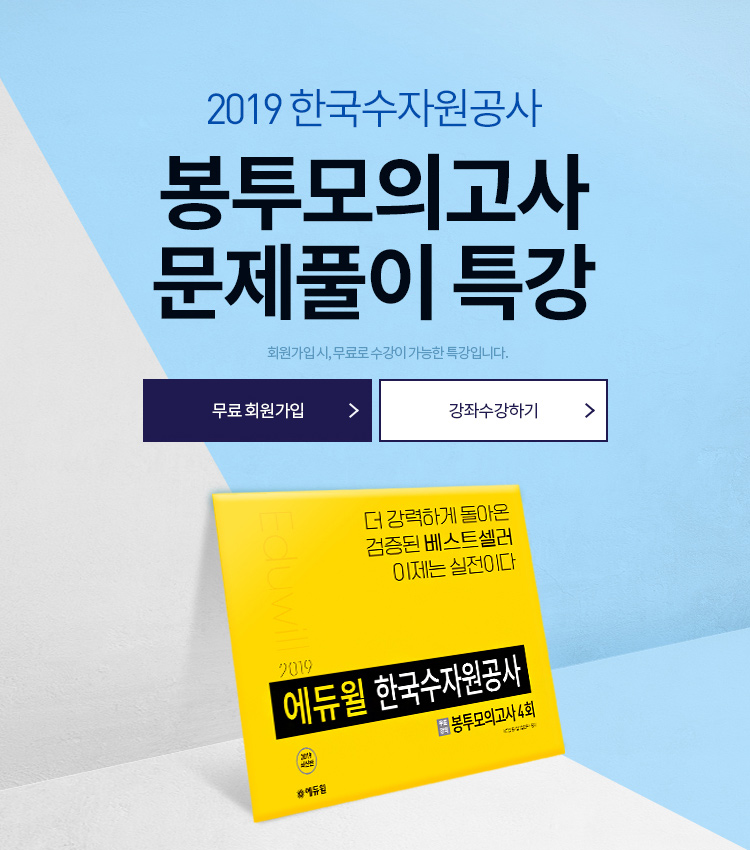 2019 한국수자원공사
봉투모의고사
문제풀이 특강
회원가입 시, 무료로 수강이 가능한 특강입니다.
무료 회원가입
강좌수강하기
더 강력하게 돌아온
검증된 베스트셀러
이제는 실전이다
Eduwill
2019
에듀윌 한국수자원공사
봉투모의고사 4회
에듀윌